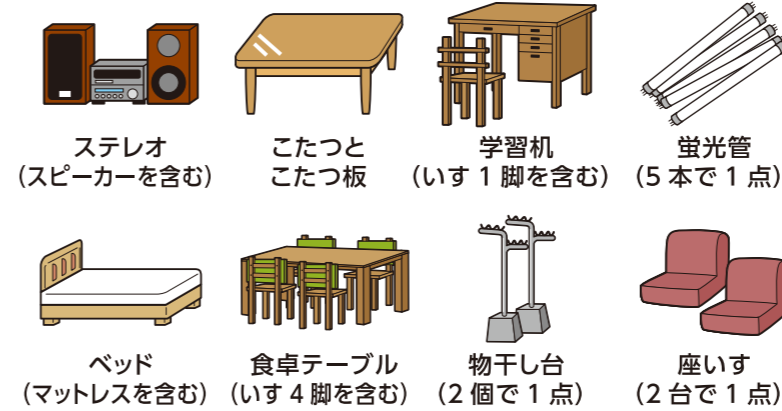 ステレオ
(スピーカーを含む)
こたつと
こたつ板
学習机
(いす 1 脚を含む)
蛍光管
(5 本で 1 点)
ベッド
(マットレスを含む)
食卓テーブル
(いす 4 脚を含む)
物干し台
(2 個で 1 点)
座いす
(2 台で 1 点)